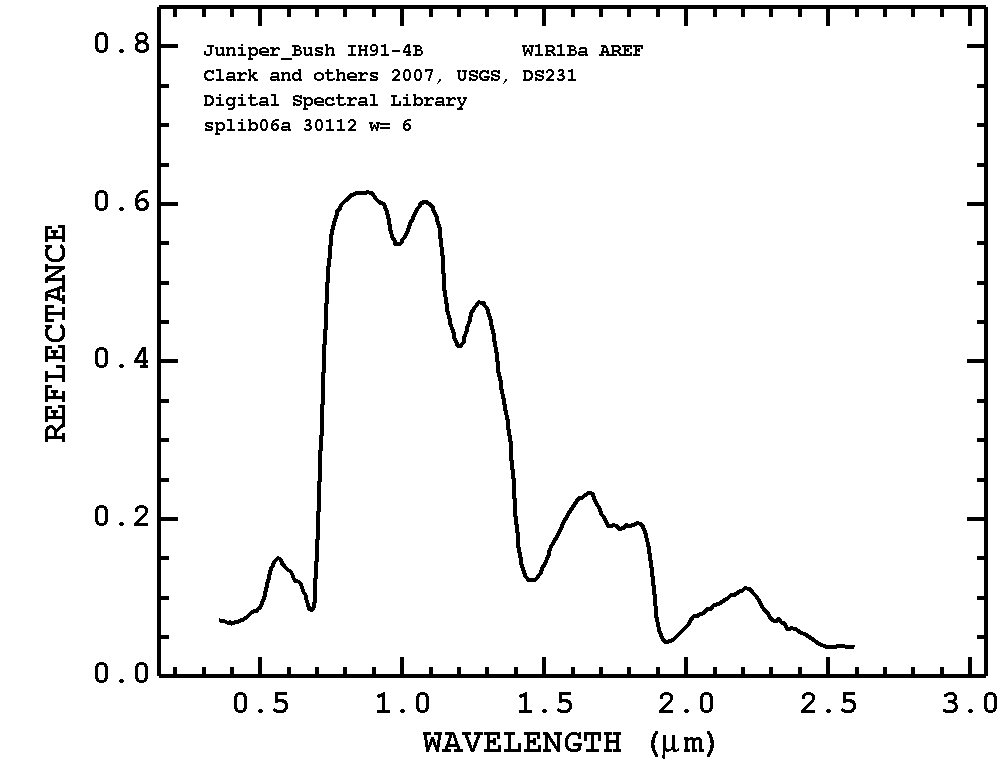 0.8
Juniper_Bush IH91-4B W1R1Ba AREF
Clark and others 2007, USGS, DS231
Digital Spectral Library
splib06a 30112 w= 6
0.6
REFLECTANCE
0.4
0.2
0.0
0.5 1.0 1.5 2.0 2.5 3.0
WAVELENGTH (μm)